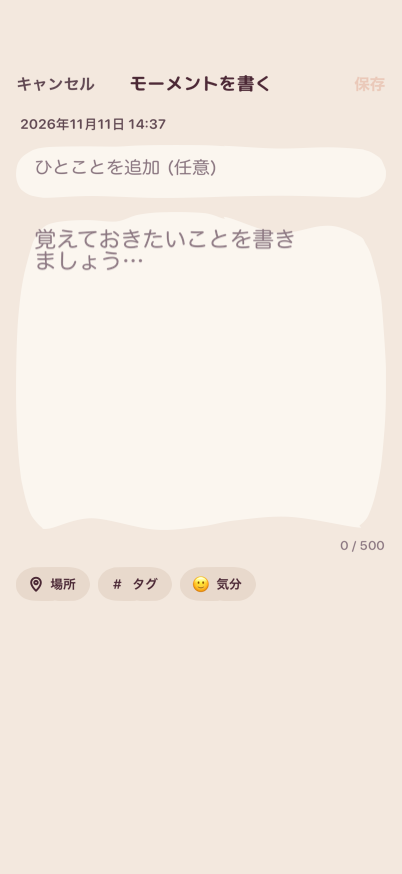 キャンセル モーメントを書く 保存
2026年11月11日 14:37
ひとことを追加 (任意)
覚えておきたいことを書き
ましょう…
0 / 500
場所 # タグ 🙂 気分